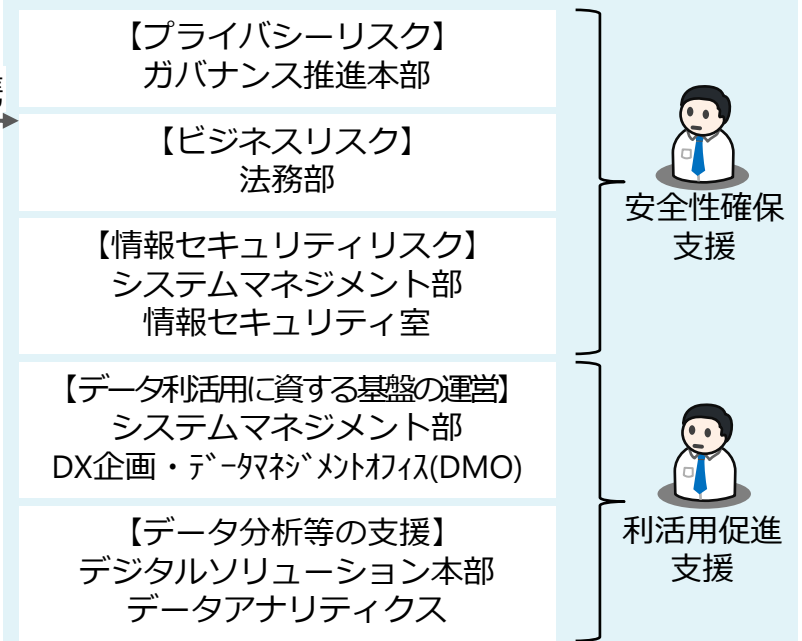 【プライバシーリスク】
ガバナンス推進本部
【ビジネスリスク】
法務部
【情報セキュリティリスク】
システムマネジメント部
情報セキュリティ室
安全性確保
支援
【データ利活用に資する基盤の運営】
システムマネジメント部
DX企画・ﾃﾞｰﾀﾏﾈｼﾞﾒﾝﾄｵﾌｨｽ(DMO)
【データ分析等の支援】
デジタルソリューション本部
データアナリティクス
利活用促進
支援